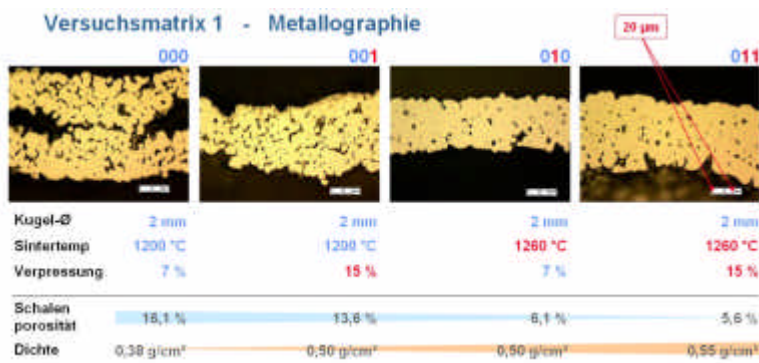 Versuchsmatrix 1 - Metallographie
20 µm
000 001 010 011
Kugel-Ø 2 mm 2 mm 2 mm 2 mm
Sintertemp 1200 °C 1200 °C 1260 °C 1260 °C
Verpressung 7 % 15 % 7 % 15 %
Schalen
porosität 16,1 % 13,6 % 6,1 % 5,6 %
Dichte 0,38 g/cm³ 0,50 g/cm³ 0,50 g/cm³ 0,55 g/cm³